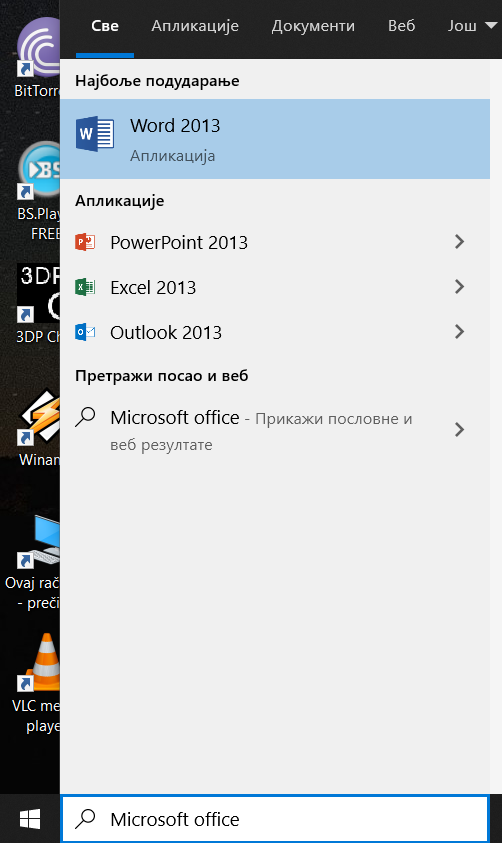 Све Апликације Документи Веб Још
Најбоље подударање
Word 2013
Апликација
Апликације
PowerPoint 2013
Excel 2013
Outlook 2013
Претражи посао и веб
Microsoft office - Прикажи пословне и
веб резултате
Microsoft office
BitTorre
BS.Play
FREE
3DP
3DP Ch
Winam
Ovaj rač
- preči
VLC me
playe